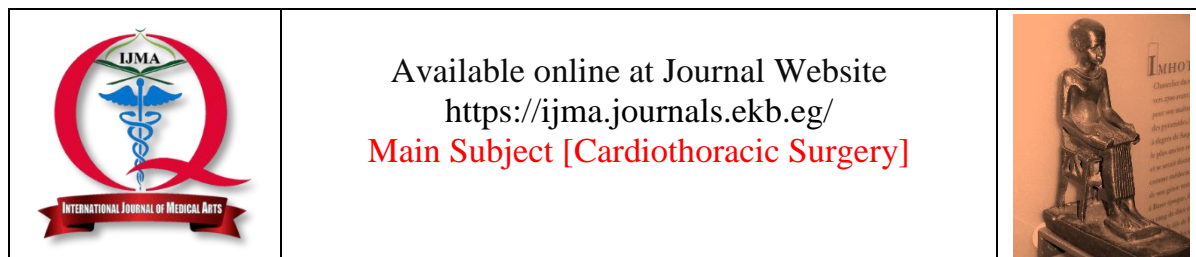 IJMA
INTERNATIONAL JOURNAL OF MEDICAL ARTS
Available online at Journal Website
https://ijma.journals.ekb.eg/
Main Subject [Cardiothoracic Surgery]